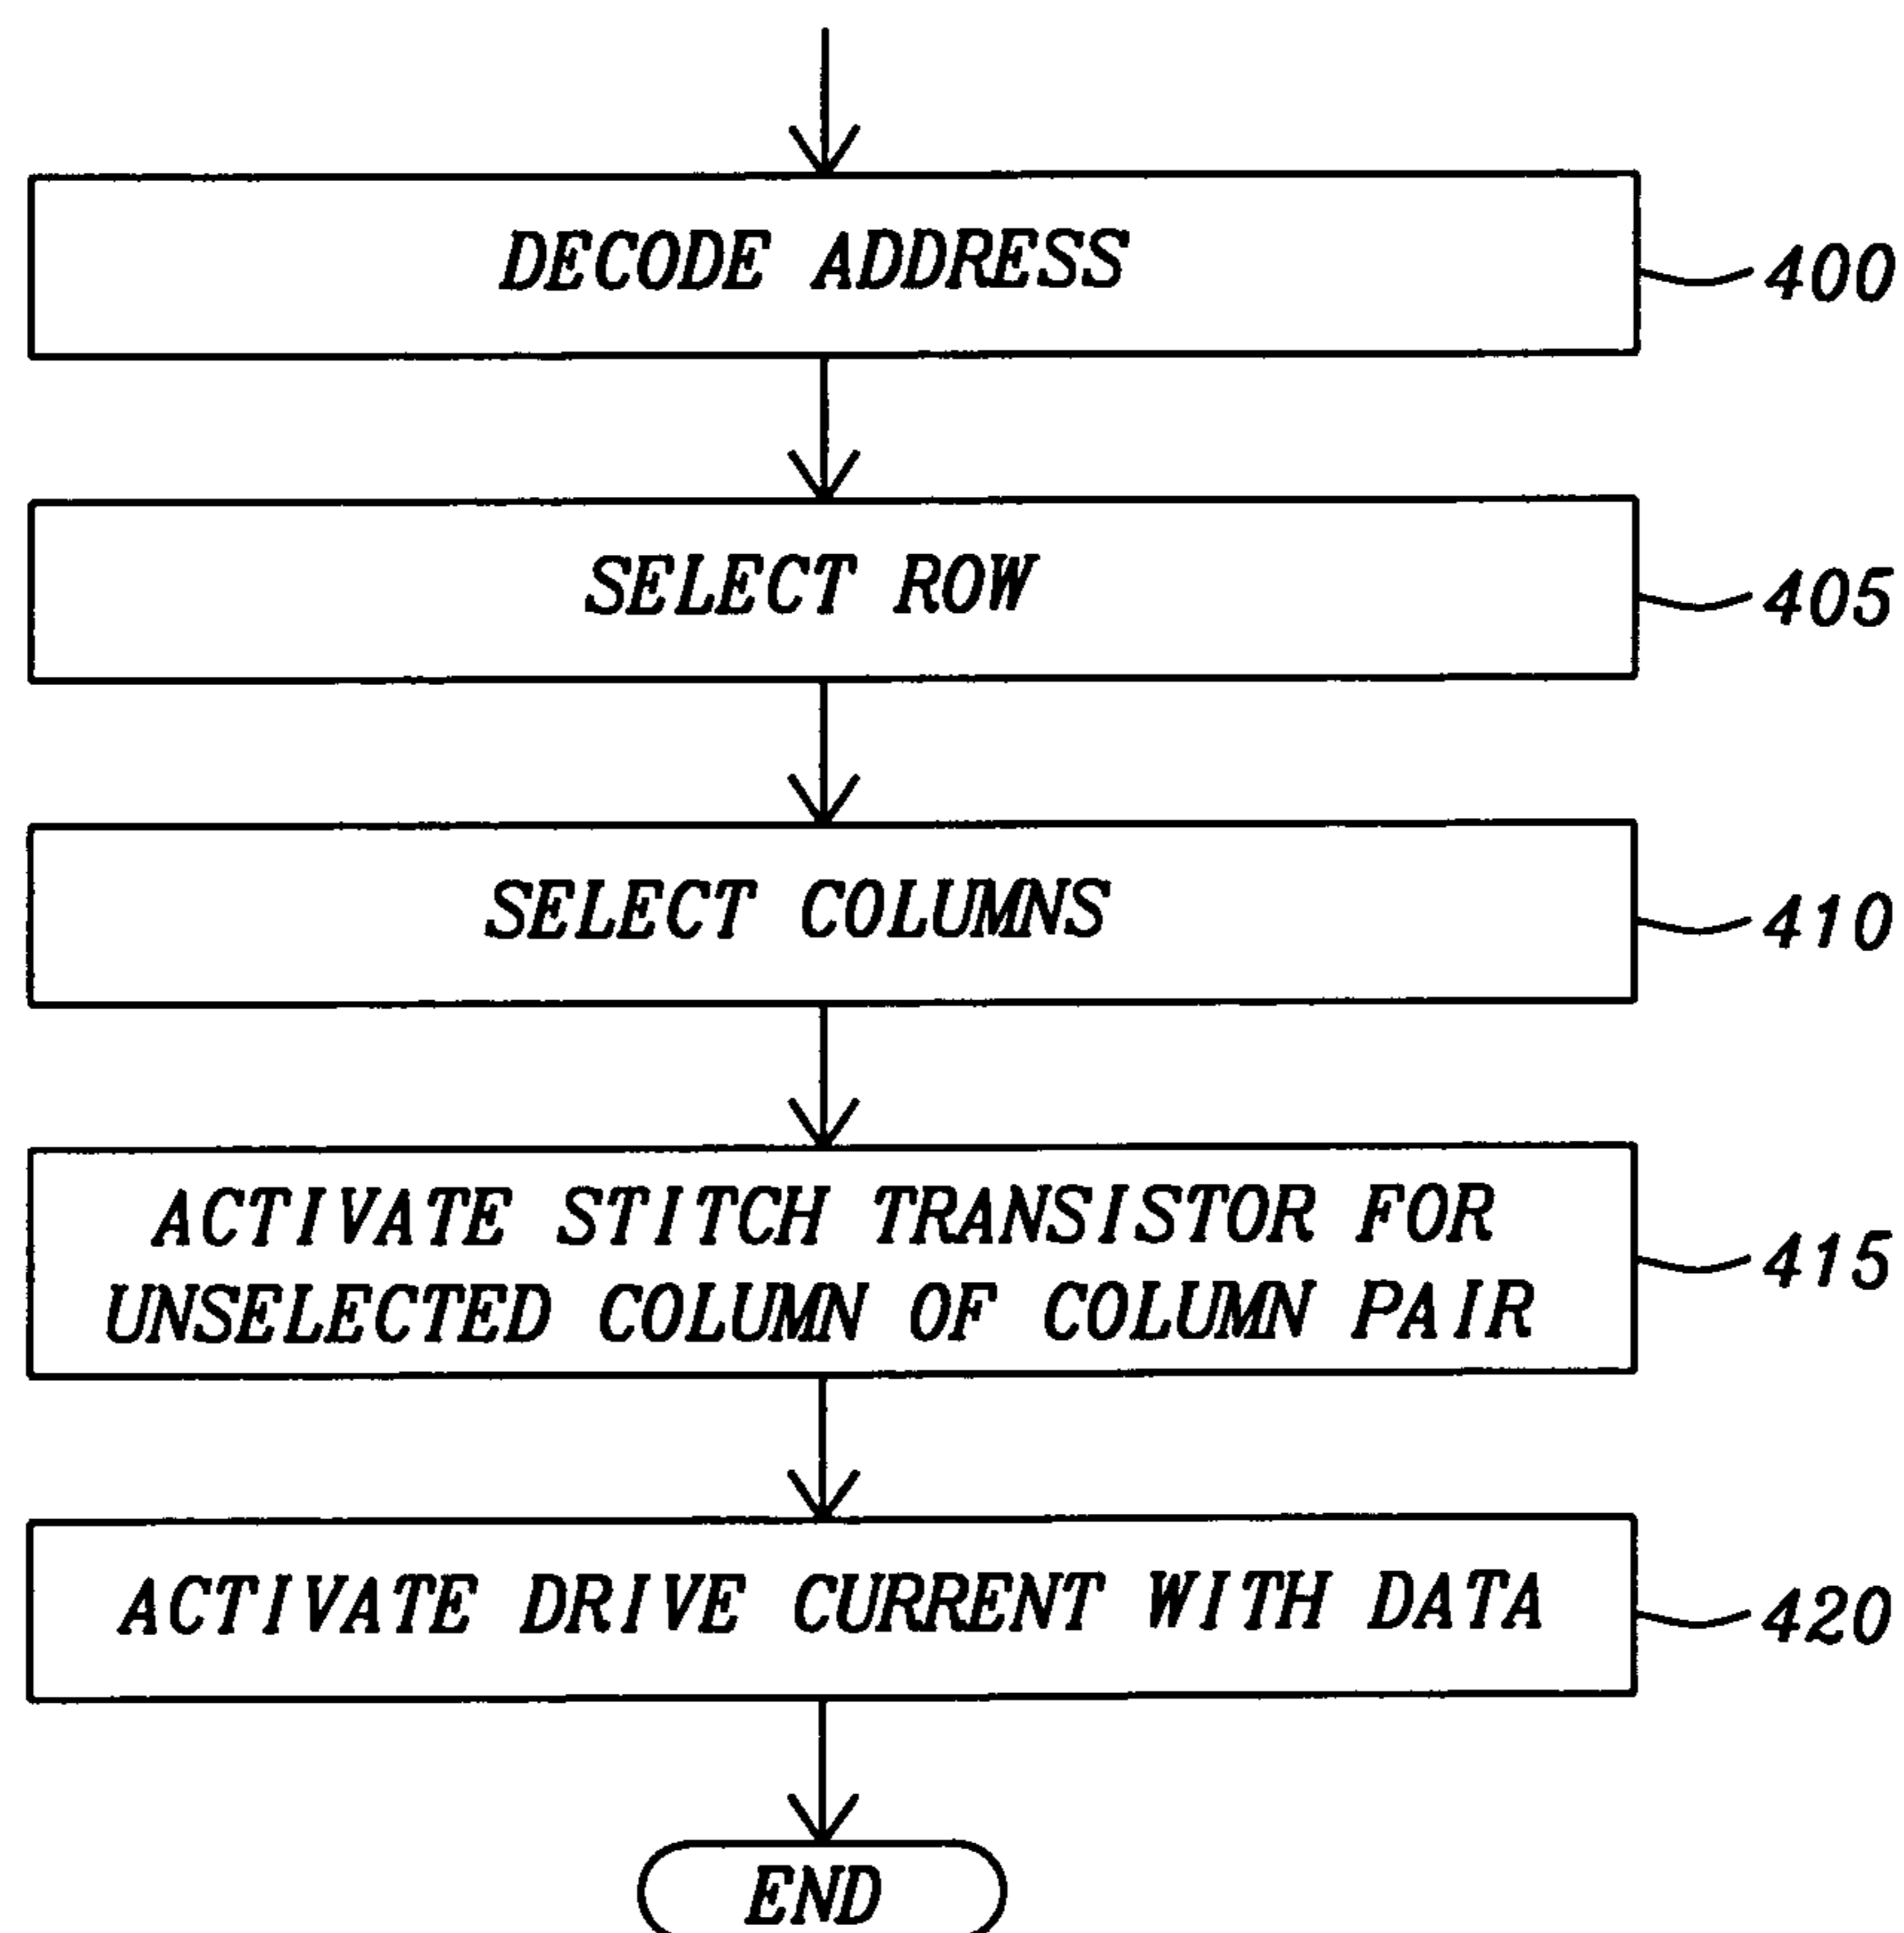 DECODE ADDRESS
400
SELECT ROW
405
SELECT COLUMNS
410
ACTIVATE STITCH TRANSISTOR FOR
UNSELECTED COLUMN OF COLUMN PAIR
415
ACTIVATE DRIVE CURRENT WITH DATA
420
END